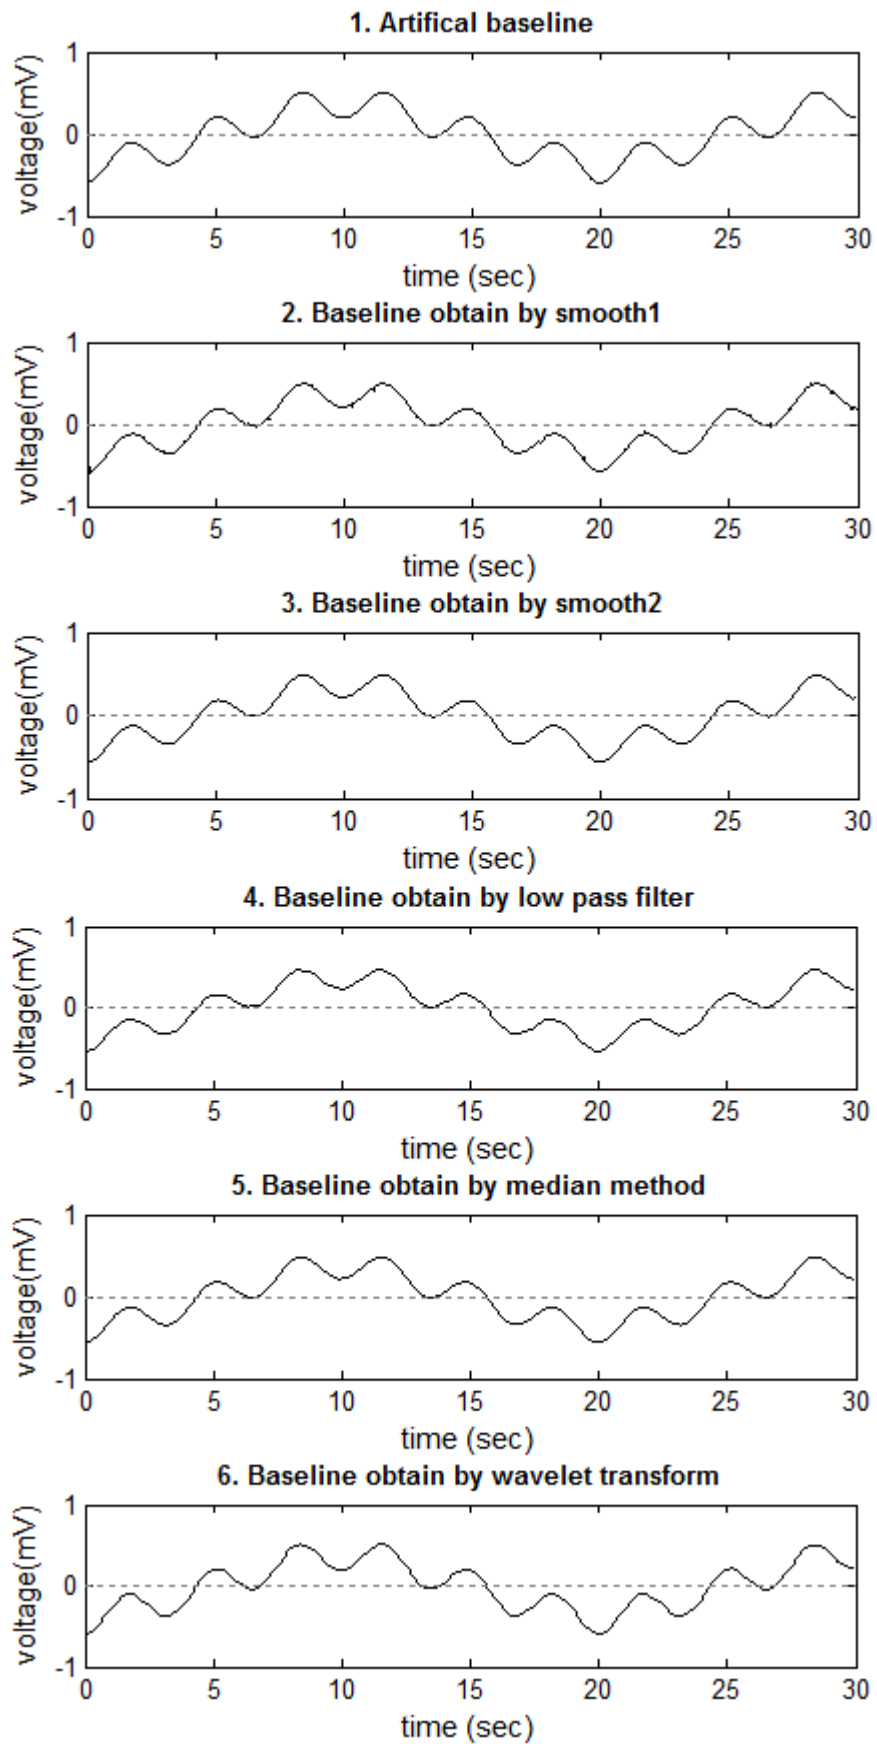 1. Artifical baseline
voltage(mV)
1
0
-1
0 5 10 15 20 25 30
time (sec)
2. Baseline obtain by smooth1
voltage(mV)
1
0
-1
0 5 10 15 20 25 30
time (sec)
3. Baseline obtain by smooth2
voltage(mV)
1
0
-1
0 5 10 15 20 25 30
time (sec)
4. Baseline obtain by low pass filter
voltage(mV)
1
0
-1
0 5 10 15 20 25 30
time (sec)
5. Baseline obtain by median method
voltage(mV)
1
0
-1
0 5 10 15 20 25 30
time (sec)
6. Baseline obtain by wavelet transform
voltage(mV)
1
0
-1
0 5 10 15 20 25 30
time (sec)